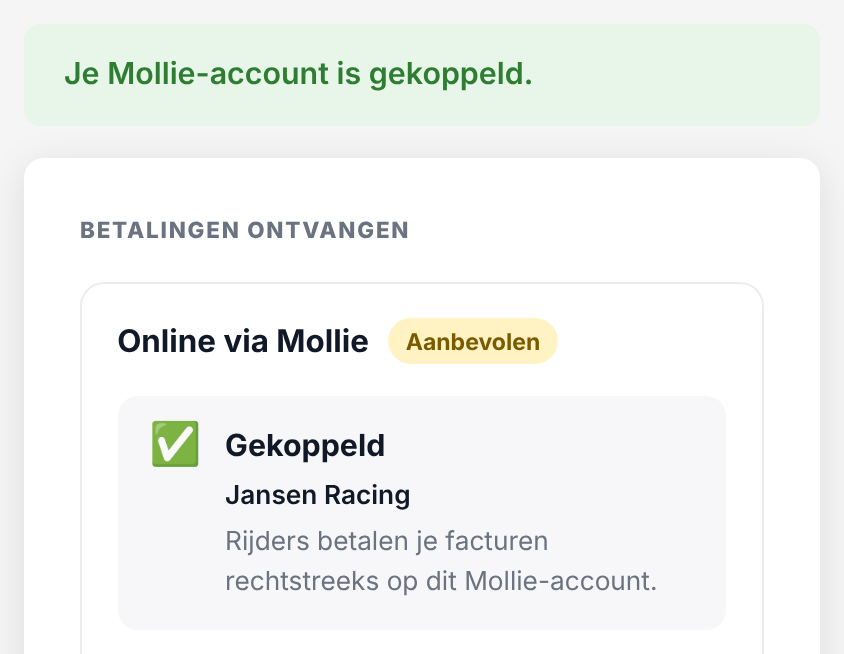 Je Mollie-account is gekoppeld.
BETALINGEN ONTVANGEN
Online via Mollie Aanbevolen
Gekoppeld
Jansen Racing
Rijders betalen je facturen
rechtstreeks op dit Mollie-account.